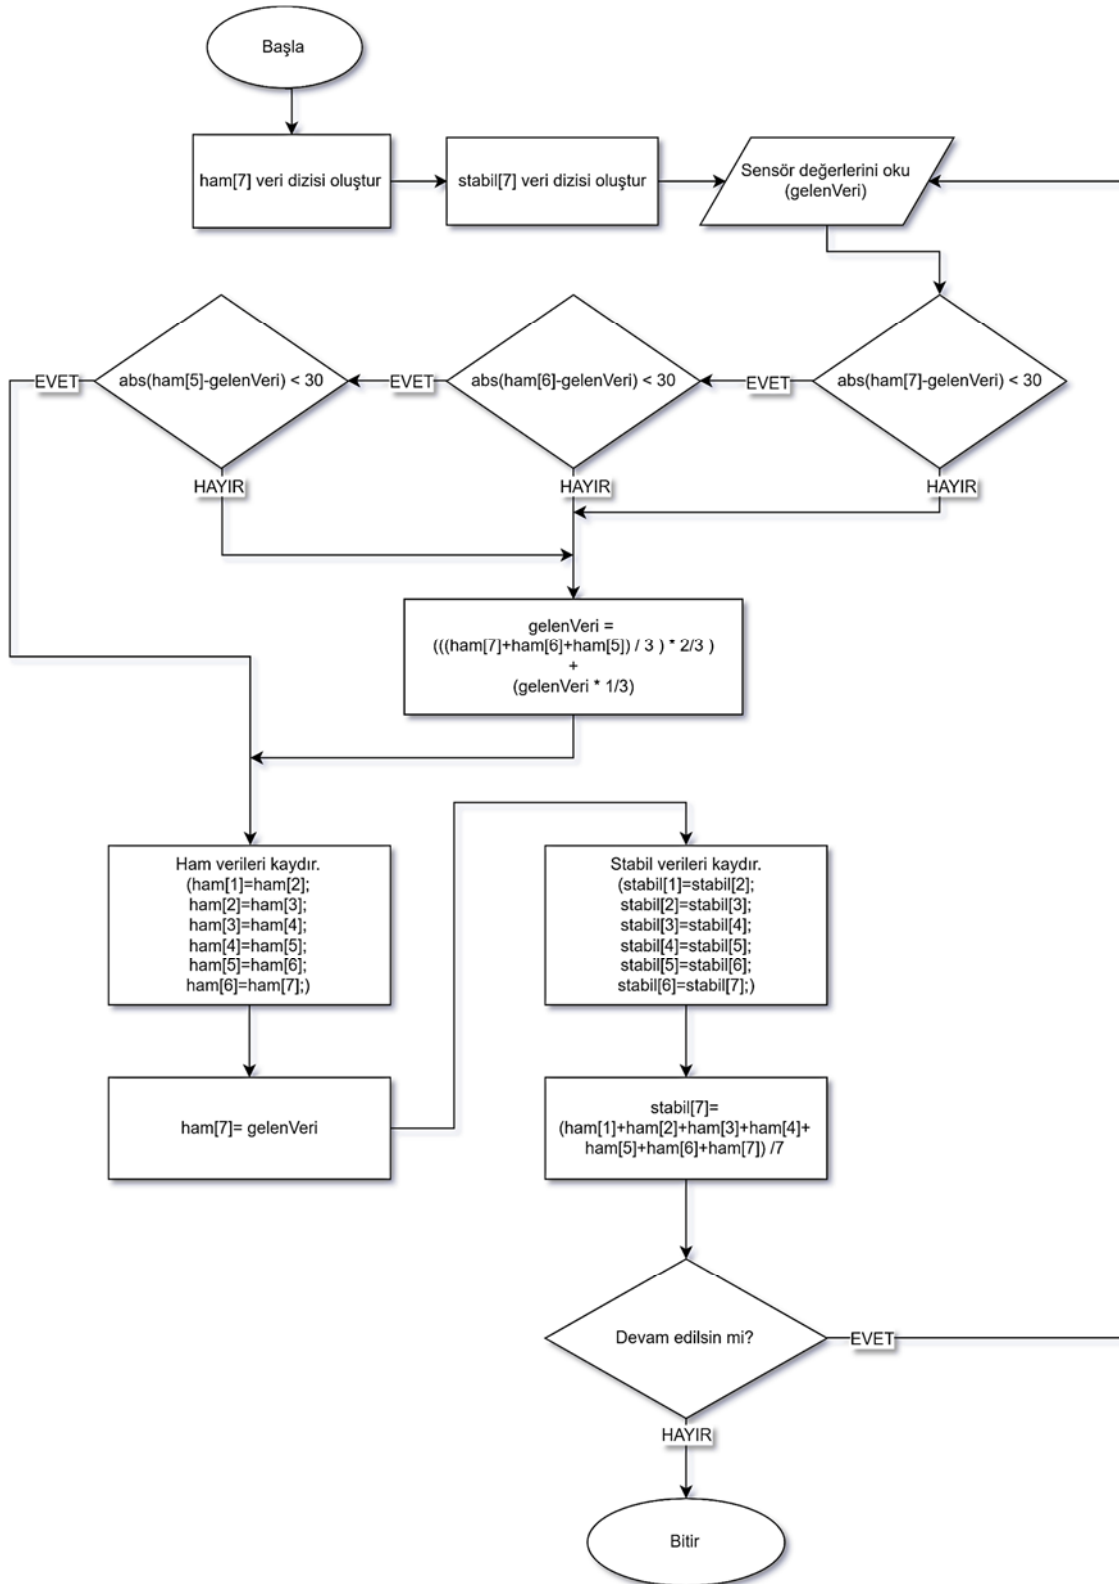 Başla
ham[7] veri dizisi oluştur
stabil[7] veri dizisi oluştur
Sensör değerlerini oku
(gelenVeri)
abs(ham[7]-gelenVeri) < 30
EVET
abs(ham[6]-gelenVeri) < 30
EVET
abs(ham[5]-gelenVeri) < 30
EVET
HAYIR
HAYIR
HAYIR
gelenVeri =
(((ham[7]+ham[6]+ham[5]) / 3 ) * 2/3 )
+
(gelenVeri * 1/3)
Ham verileri kaydır.
(ham[1]=ham[2];
ham[2]=ham[3];
ham[3]=ham[4];
ham[4]=ham[5];
ham[5]=ham[6];
ham[6]=ham[7];)
ham[7]= gelenVeri
Stabil verileri kaydır.
(stabil[1]=stabil[2];
stabil[2]=stabil[3];
stabil[3]=stabil[4];
stabil[4]=stabil[5];
stabil[5]=stabil[6];
stabil[6]=stabil[7];)
stabil[7]=
(ham[1]+ham[2]+ham[3]+ham[4]+
ham[5]+ham[6]+ham[7]) /7
Devam edilsin mi?
EVET
HAYIR
Bitir